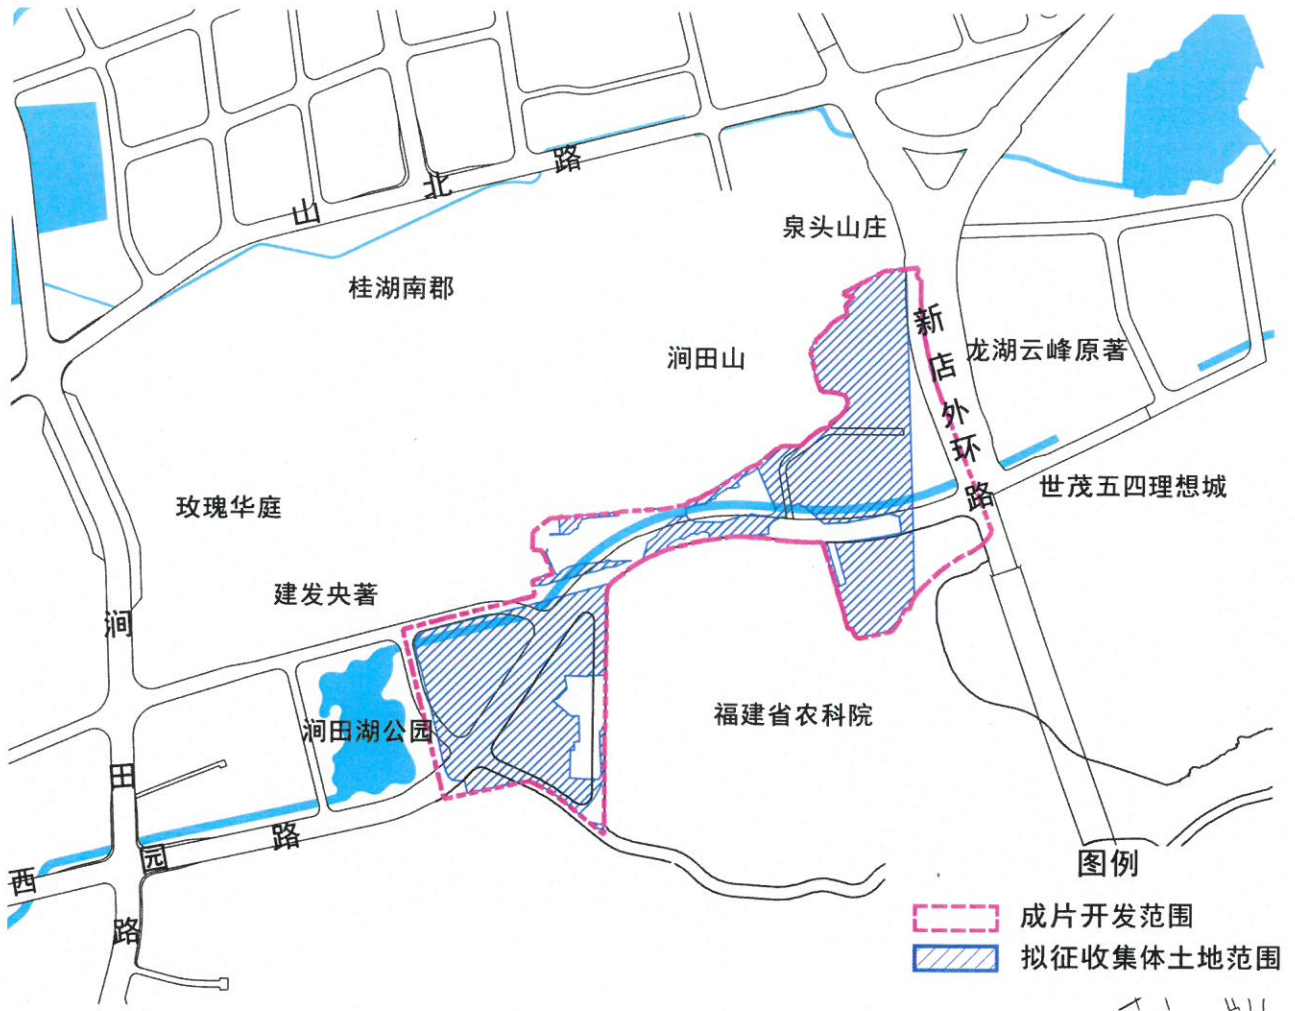 山北路
泉头山庄
桂湖南郡
新店外环路
涧田山
龙湖云峰原著
世茂五四理想城
玫瑰华庭
建发央著
涧田路
涧田湖公园
福建省农科院
西园路
图例
成片开发范围
拟征收集体土地范围